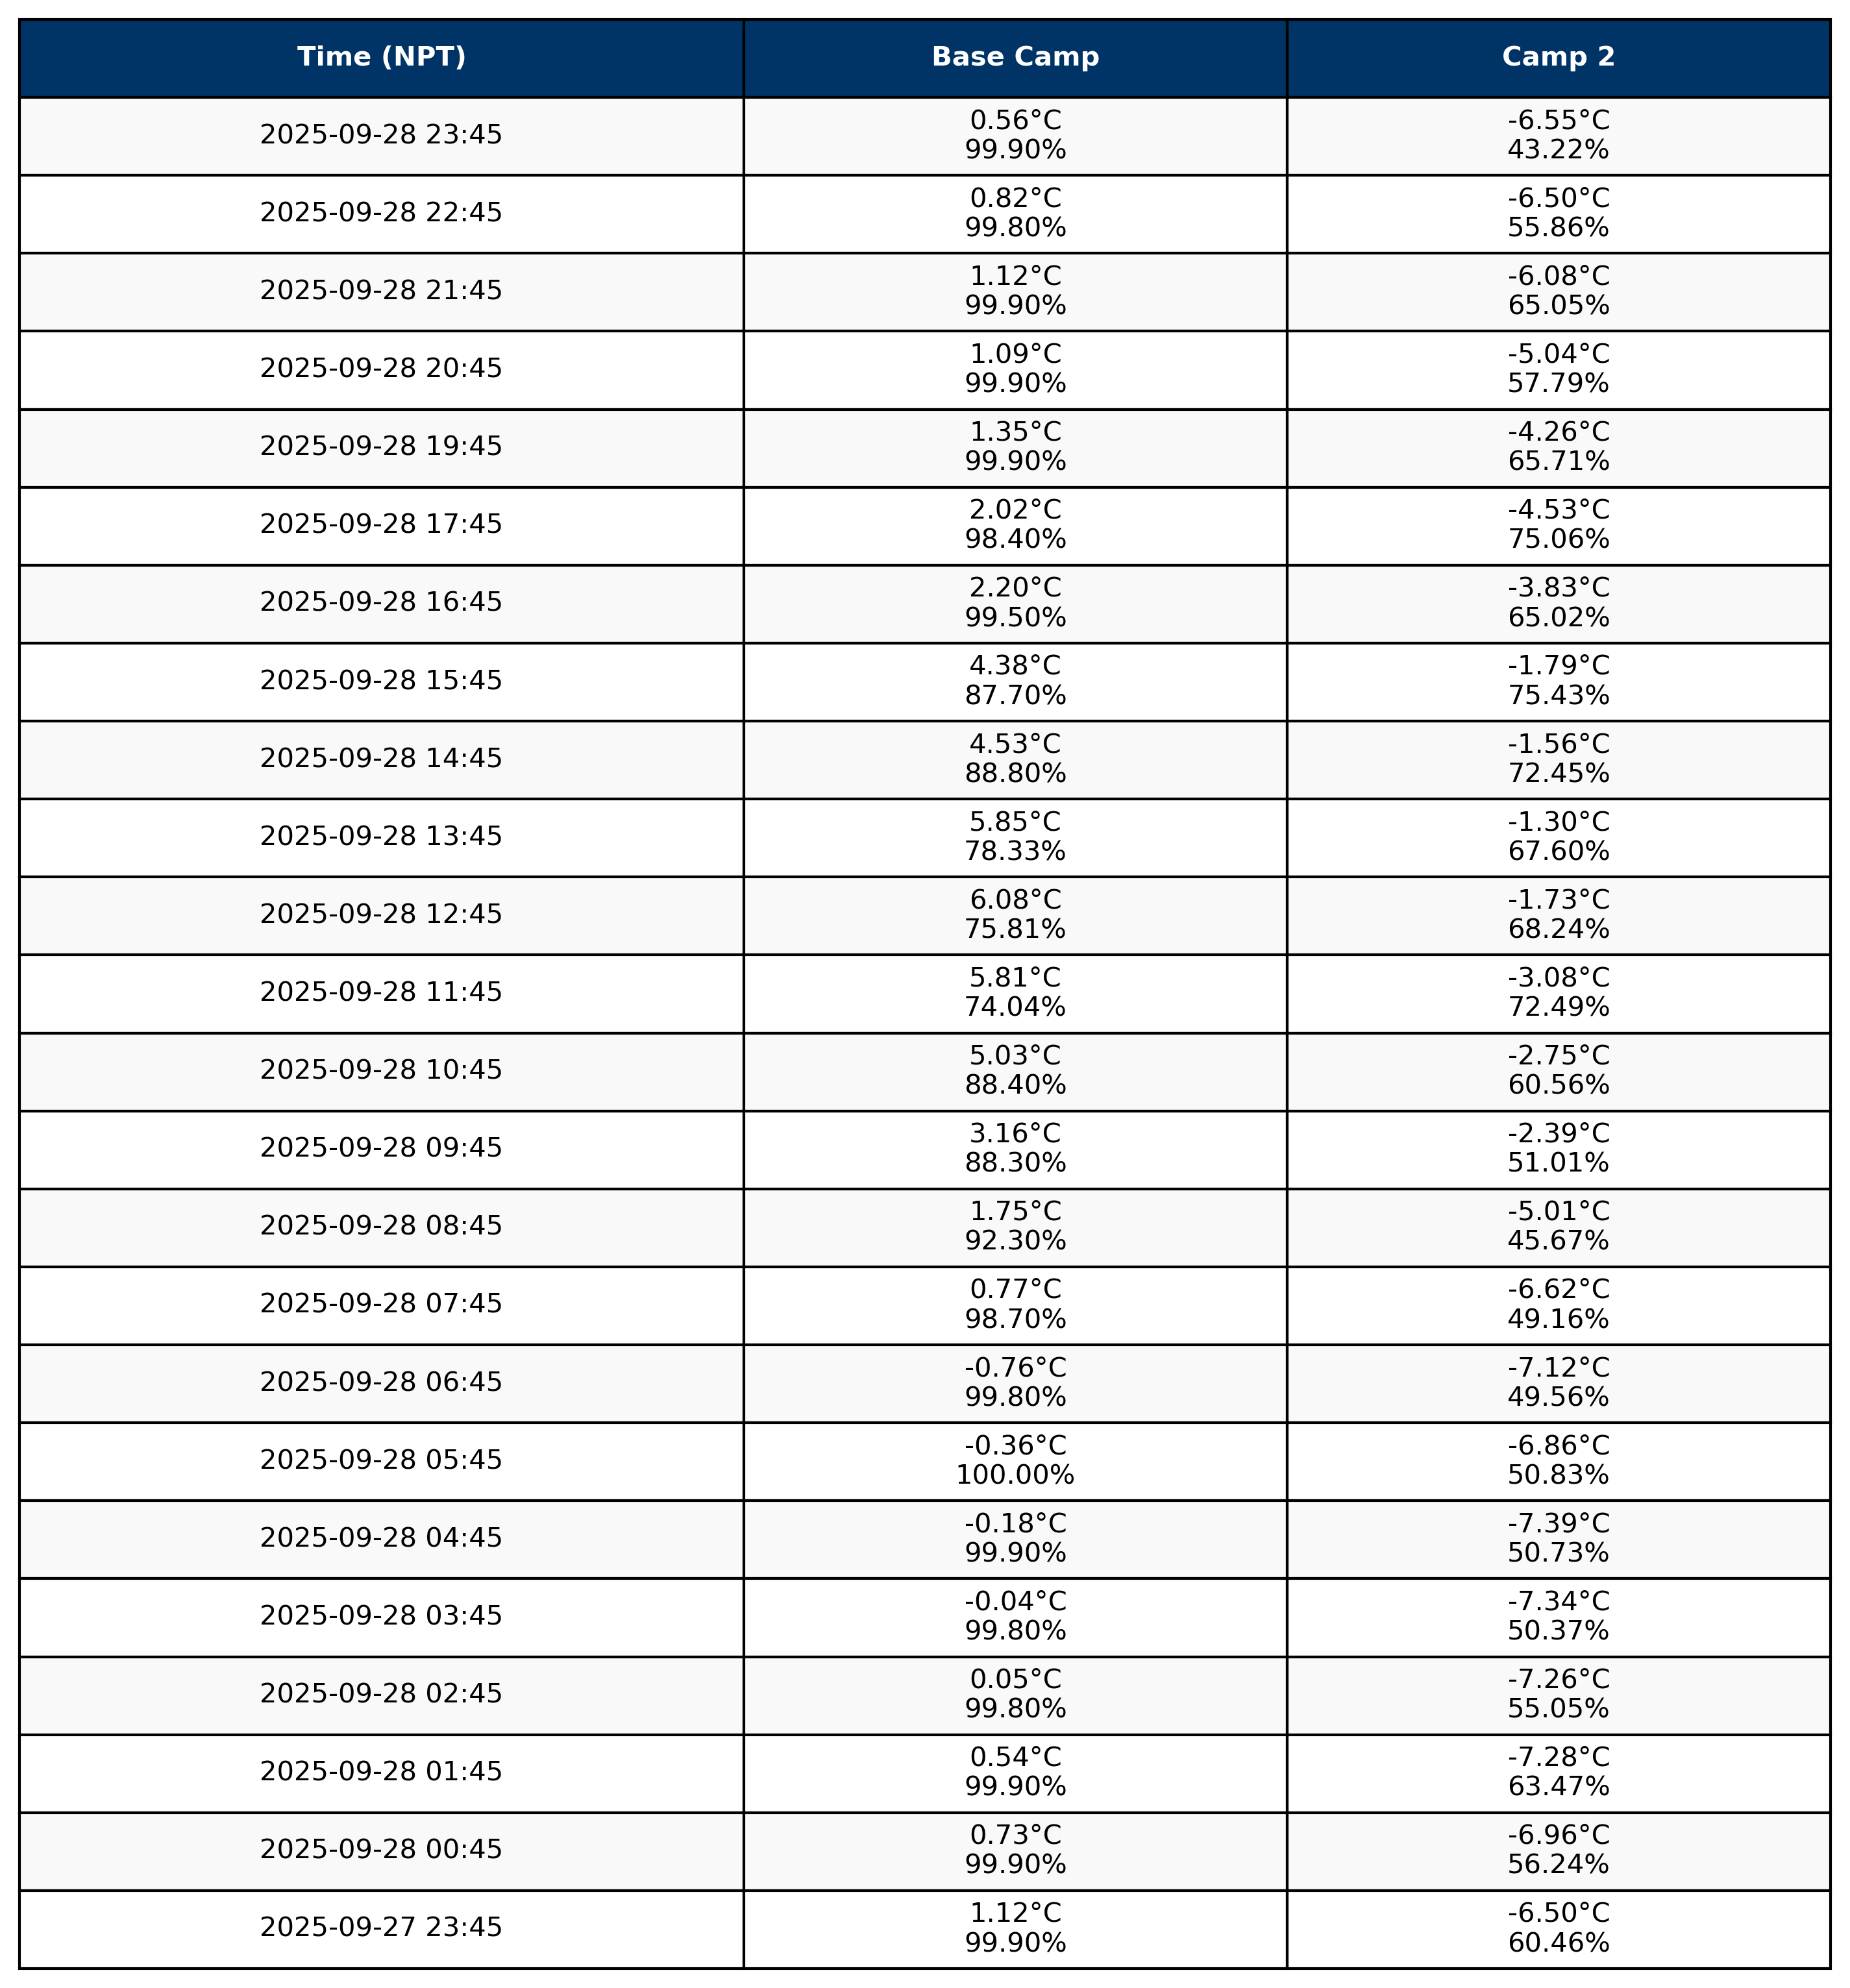 Time (NPT) Base Camp Camp 2
2025-09-28 23:45 0.56°C -6.55°C
99.90% 43.22%
2025-09-28 22:45 0.82°C -6.50°C
99.80% 55.86%
2025-09-28 21:45 1.12°C -6.08°C
99.90% 65.05%
2025-09-28 20:45 1.09°C -5.04°C
99.90% 57.79%
2025-09-28 19:45 1.35°C -4.26°C
99.90% 65.71%
2025-09-28 17:45 2.02°C -4.53°C
98.40% 75.06%
2025-09-28 16:45 2.20°C -3.83°C
99.50% 65.02%
2025-09-28 15:45 4.38°C -1.79°C
87.70% 75.43%
2025-09-28 14:45 4.53°C -1.56°C
88.80% 72.45%
2025-09-28 13:45 5.85°C -1.30°C
78.33% 67.60%
2025-09-28 12:45 6.08°C -1.73°C
75.81% 68.24%
2025-09-28 11:45 5.81°C -3.08°C
74.04% 72.49%
2025-09-28 10:45 5.03°C -2.75°C
88.40% 60.56%
2025-09-28 09:45 3.16°C -2.39°C
88.30% 51.01%
2025-09-28 08:45 1.75°C -5.01°C
92.30% 45.67%
2025-09-28 07:45 0.77°C -6.62°C
98.70% 49.16%
2025-09-28 06:45 -0.76°C -7.12°C
99.80% 49.56%
2025-09-28 05:45 -0.36°C -6.86°C
100.00% 50.83%
2025-09-28 04:45 -0.18°C -7.39°C
99.90% 50.73%
2025-09-28 03:45 -0.04°C -7.34°C
99.80% 50.37%
2025-09-28 02:45 0.05°C -7.26°C
99.80% 55.05%
2025-09-28 01:45 0.54°C -7.28°C
99.90% 63.47%
2025-09-28 00:45 0.73°C -6.96°C
99.90% 56.24%
2025-09-27 23:45 1.12°C -6.50°C
99.90% 60.46%